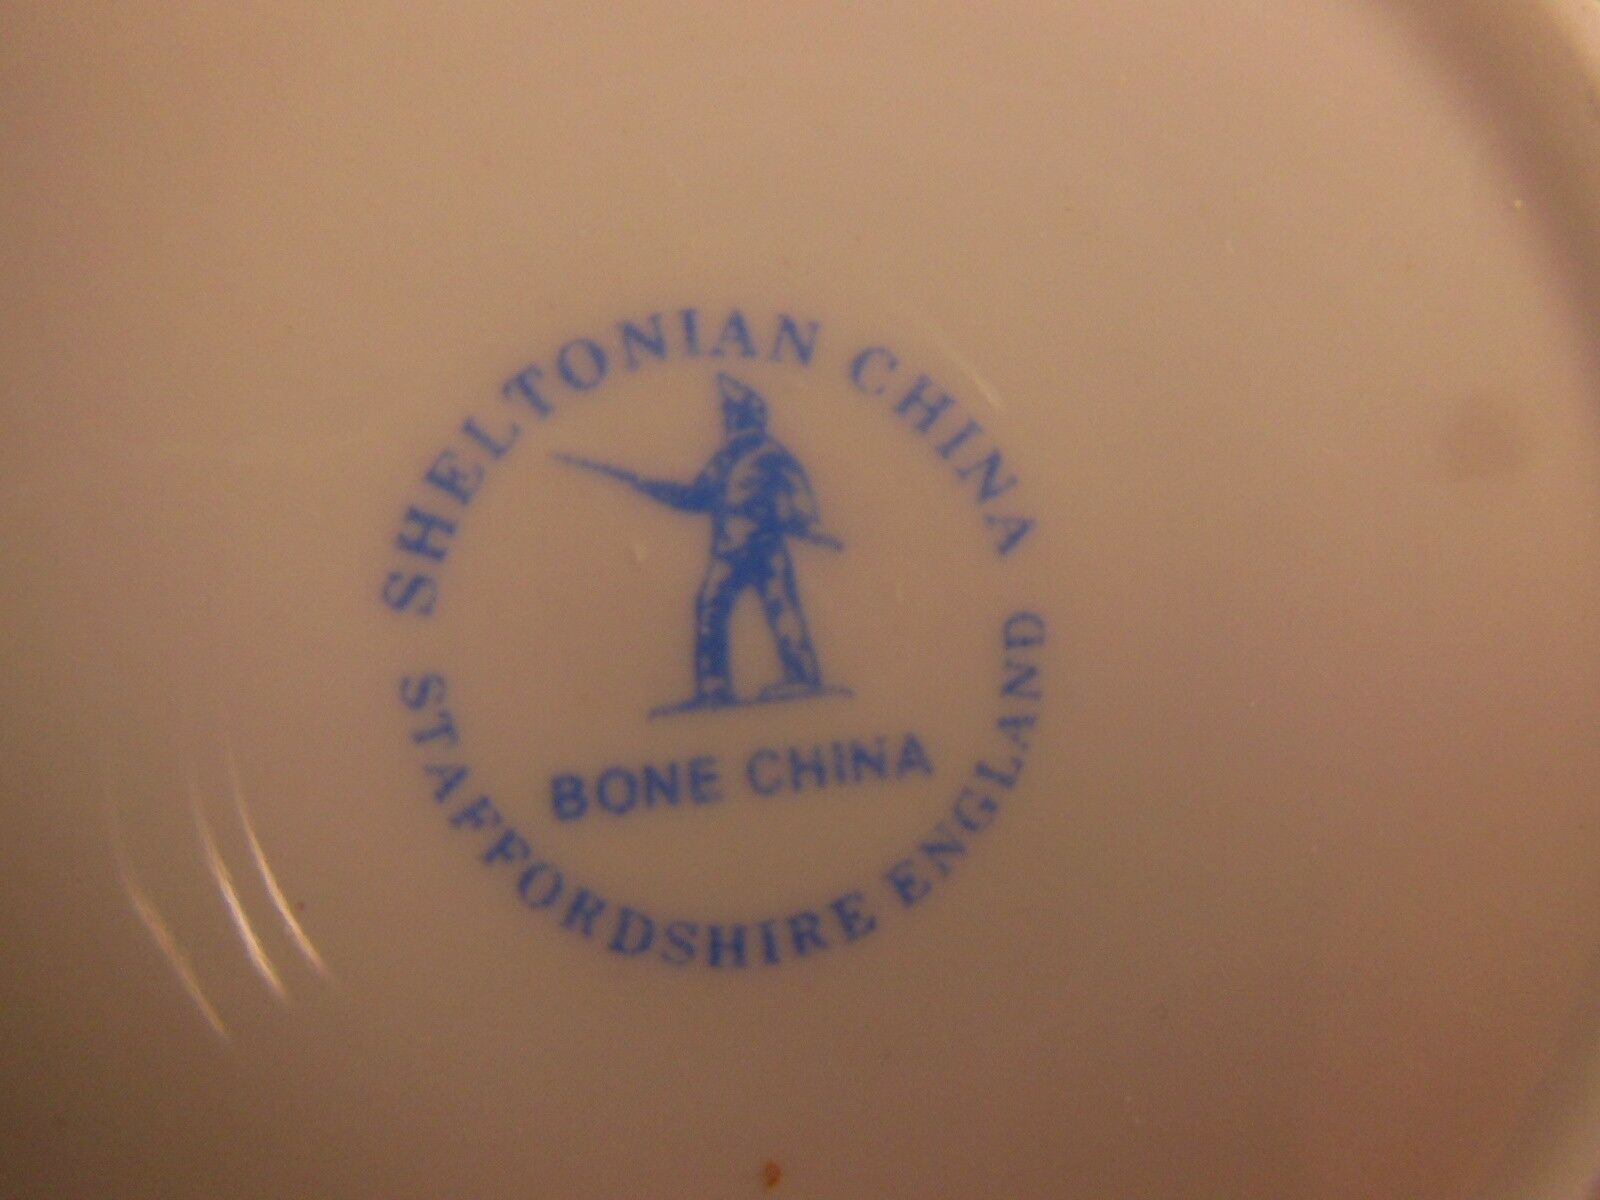 SHELTONIAN CHINA
BONE CHINA
STAFFORDSHIRE ENGLAND